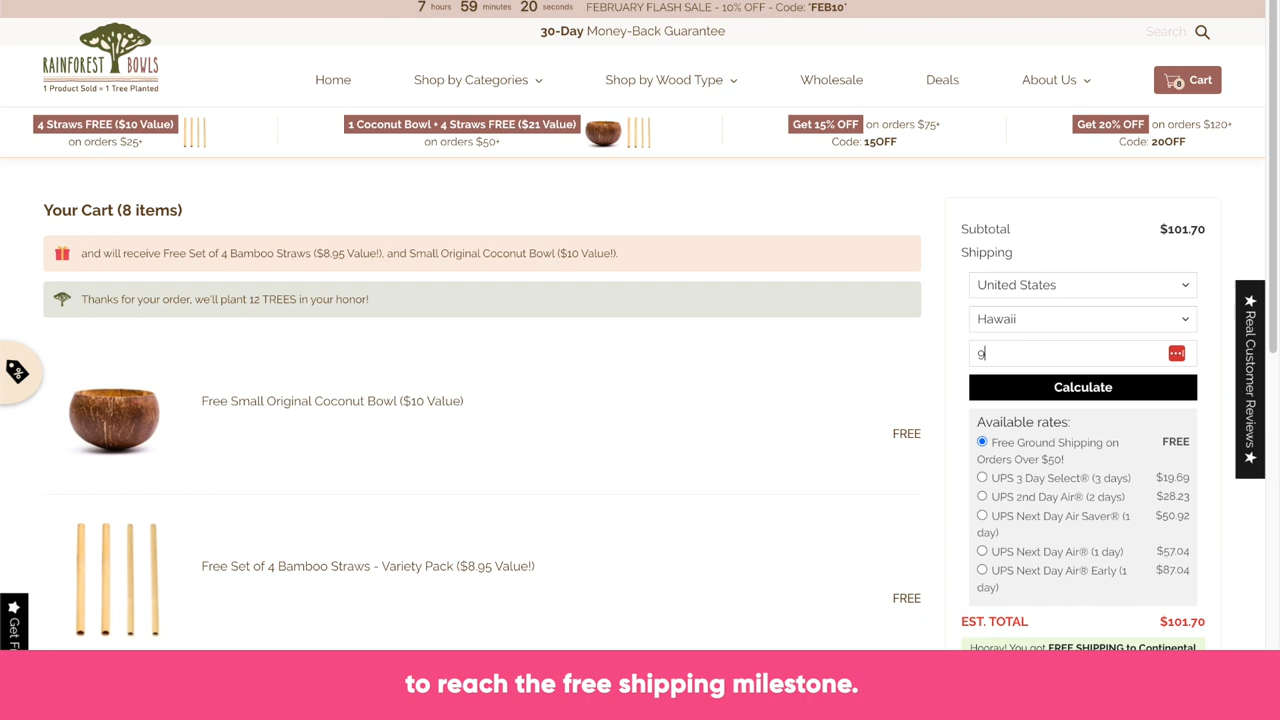 7 hours 59 minutes 20 seconds FEBRUARY FLASH SALE - 10% OFF - Code: "FEB10"
30-Day Money-Back Guarantee
Search
RAINFOREST BOWLS
1 Product Sold = 1 Tree Planted
Home
Shop by Categories
Shop by Wood Type
Wholesale
Deals
About Us
8
Cart
4 Straws FREE ($10 Value)
on orders $25+
1 Coconut Bowl + 4 Straws FREE ($21 Value)
on orders $50+
Get 15% OFF on orders $75+
Code: 15OFF
Get 20% OFF on orders $120+
Code: 20OFF
Your Cart (8 items)
and will receive Free Set of 4 Bamboo Straws ($8.95 Value!), and Small Original Coconut Bowl ($10 Value!).
Thanks for your order, we'll plant 12 TREES in your honor!
Free Small Original Coconut Bowl ($10 Value)
FREE
Free Set of 4 Bamboo Straws - Variety Pack ($8.95 Value!)
FREE
Subtotal $101.70
Shipping
United States
Hawaii
9
Calculate
Available rates:
Free Ground Shipping on FREE
Orders Over $50!
UPS 3 Day Select® (3 days) $19.69
UPS 2nd Day Air® (2 days) $28.23
UPS Next Day Air Saver® (1 $50.92
day)
UPS Next Day Air® (1 day) $57.04
UPS Next Day Air® Early (1 $87.04
day)
EST. TOTAL $101.70
Hooray! You got FREE SHIPPING to Continental
★ Real Customer Reviews ★
★ Get F
to reach the free shipping milestone.